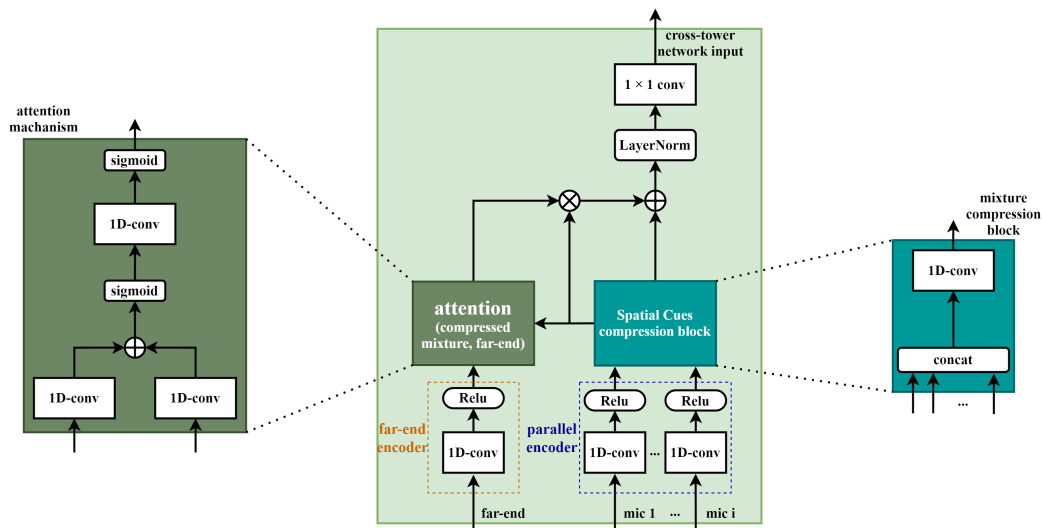 attention
machanism
sigmoid
1D-conv
sigmoid
1D-conv
1D-conv
cross-tower
network input
1 × 1 conv
LayerNorm
attention
(compressed
mixture, far-end)
Spatial Cues
compression block
Relu
Relu
Relu
far-end
encoder
1D-conv
parallel
encoder
1D-conv
...
1D-conv
far-end
mic 1
...
mic i
mixture
compression
block
1D-conv
concat
...